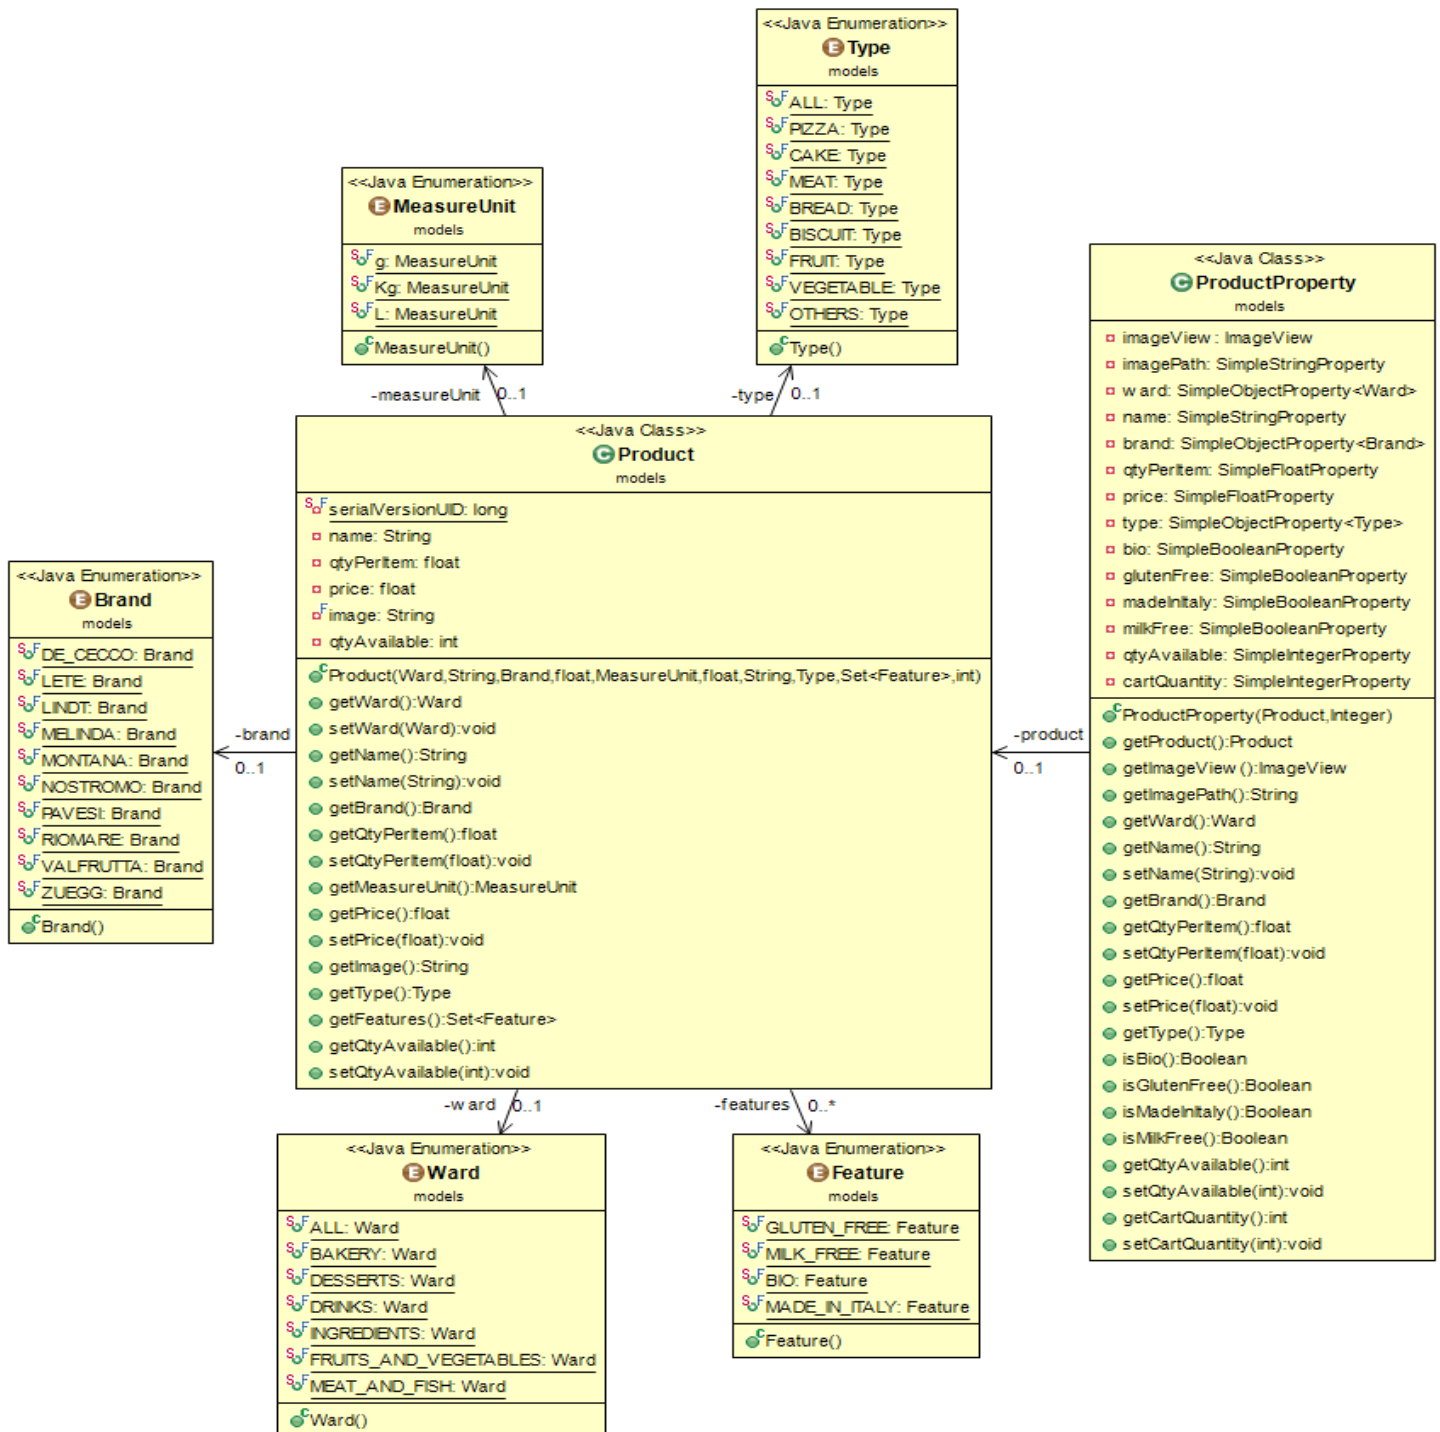 <<Java Enumeration>>
Type
models
ALL: Type
PIZZA: Type
CAKE: Type
MEAT: Type
BREAD: Type
BISCUIT: Type
FRUIT: Type
VEGETABLE: Type
OTHERS: Type
Type()
<<Java Enumeration>>
MeasureUnit
models
g: MeasureUnit
Kg: MeasureUnit
L: MeasureUnit
MeasureUnit()
-measureUnit 0..1
-type 0..1
<<Java Class>>
Product
models
serialVersionUID: long
name: String
qtyPerItem: float
price: float
image: String
qtyAvailable: int
Product(Ward,String,Brand,float,MeasureUnit,float,String,Type,Set<Feature>,int)
getWard():Ward
setWard(Ward):void
getName():String
setName(String):void
getBrand():Brand
getQtyPerItem():float
setQtyPerItem(float):void
getMeasureUnit():MeasureUnit
getPrice():float
setPrice(float):void
getImage():String
getType():Type
getFeatures():Set<Feature>
getQtyAvailable():int
setQtyAvailable(int):void
<<Java Enumeration>>
Brand
models
DE_CECCO: Brand
LETE: Brand
LINDT: Brand
MELINDA: Brand
MONTANA: Brand
NOSTROMO: Brand
PAVESI: Brand
RIOMARE: Brand
VALFRUTTA: Brand
ZUEGG: Brand
Brand()
-brand
0..1
<<Java Class>>
ProductProperty
models
imageView: ImageView
imagePath: SimpleStringProperty
ward: SimpleObjectProperty<Ward>
name: SimpleStringProperty
brand: SimpleObjectProperty<Brand>
qtyPerItem: SimpleFloatProperty
price: SimpleFloatProperty
type: SimpleObjectProperty<Type>
bio: SimpleBooleanProperty
glutenFree: SimpleBooleanProperty
madeInItaly: SimpleBooleanProperty
milkFree: SimpleBooleanProperty
qtyAvailable: SimpleIntegerProperty
cartQuantity: SimpleIntegerProperty
ProductProperty(Product,Integer)
getProduct():Product
getImageView():ImageView
getImagePath():String
getWard():Ward
getName():String
setName(String):void
getBrand():Brand
getQtyPerItem():float
setQtyPerItem(float):void
getPrice():float
setPrice(float):void
getType():Type
isBio():Boolean
isGlutenFree():Boolean
isMadeInItaly():Boolean
isMilkFree():Boolean
getQtyAvailable():int
setQtyAvailable(int):void
getCartQuantity():int
setCartQuantity(int):void
-product
0..1
-ward 0..1
-features 0..*
<<Java Enumeration>>
Ward
models
ALL: Ward
BAKERY: Ward
DESSERTS: Ward
DRINKS: Ward
INGREDIENTS: Ward
FRUITS_AND_VEGETABLES: Ward
MEAT_AND_FISH: Ward
Ward()
<<Java Enumeration>>
Feature
models
GLUTEN_FREE: Feature
MILK_FREE: Feature
BIO: Feature
MADE_IN_ITALY: Feature
Feature()